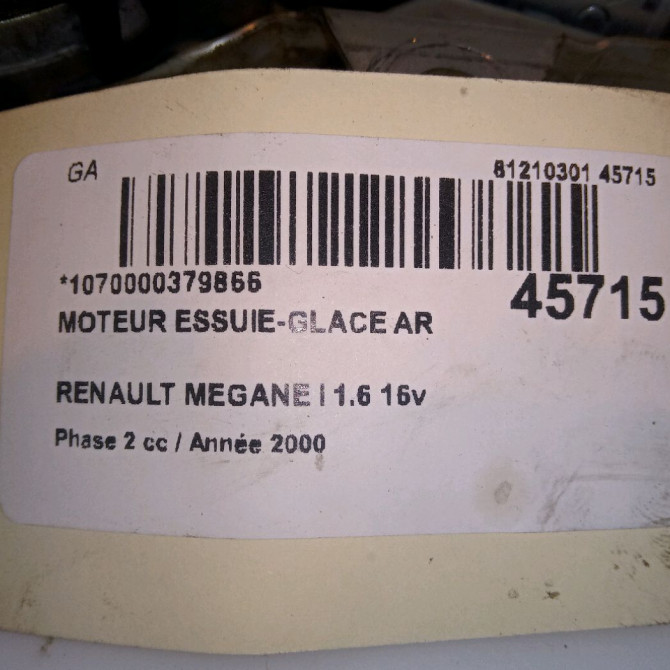 GA
81210301 45715
*1070000379866
45715
MOTEUR ESSUIE-GLACE AR
RENAULT MEGANE I 1.6 16v
Phase 2 cc / Année 2000